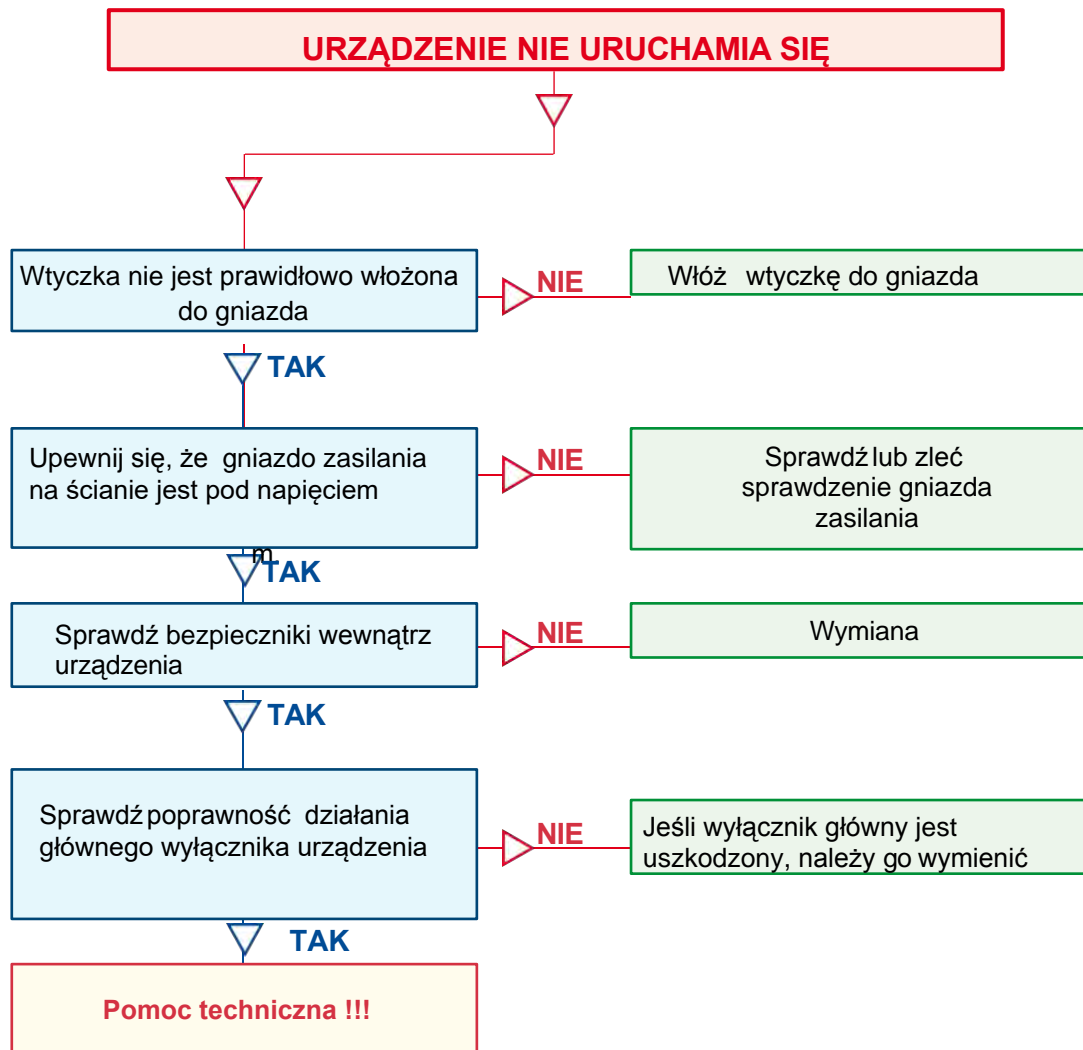 URZĄDZENIE NIE URUCHAMIA SIĘ
Wtyczka nie jest prawidłowo włożona
do gniazda
NIE
Włóż wtyczkę do gniazda
TAK
Upewnij się, że gniazdo zasilania
na ścianie jest pod napięciem
m.
NIE
Sprawdź lub zleć
sprawdzenie gniazda
zasilania
TAK
Sprawdź bezpieczniki wewnątrz
urządzenia
NIE
Wymiana
TAK
Sprawdź poprawność działania
głównego wyłącznika urządzenia
NIE
Jeśli wyłącznik główny jest
uszkodzony, należy go wymienić
TAK
Pomoc techniczna !!!